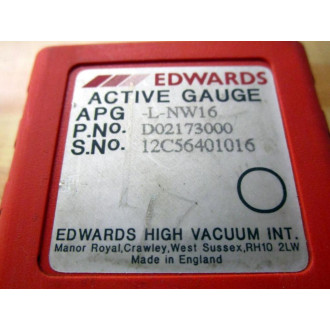 EDWARDS
ACTIVE GAUGE
APG -L-NW16
P.No. D02173000
S.No. 12C56401016
EDWARDS HIGH VACUUM INT.
Manor Royal,Crawley,West Sussex,RH10 2LW
Made in England